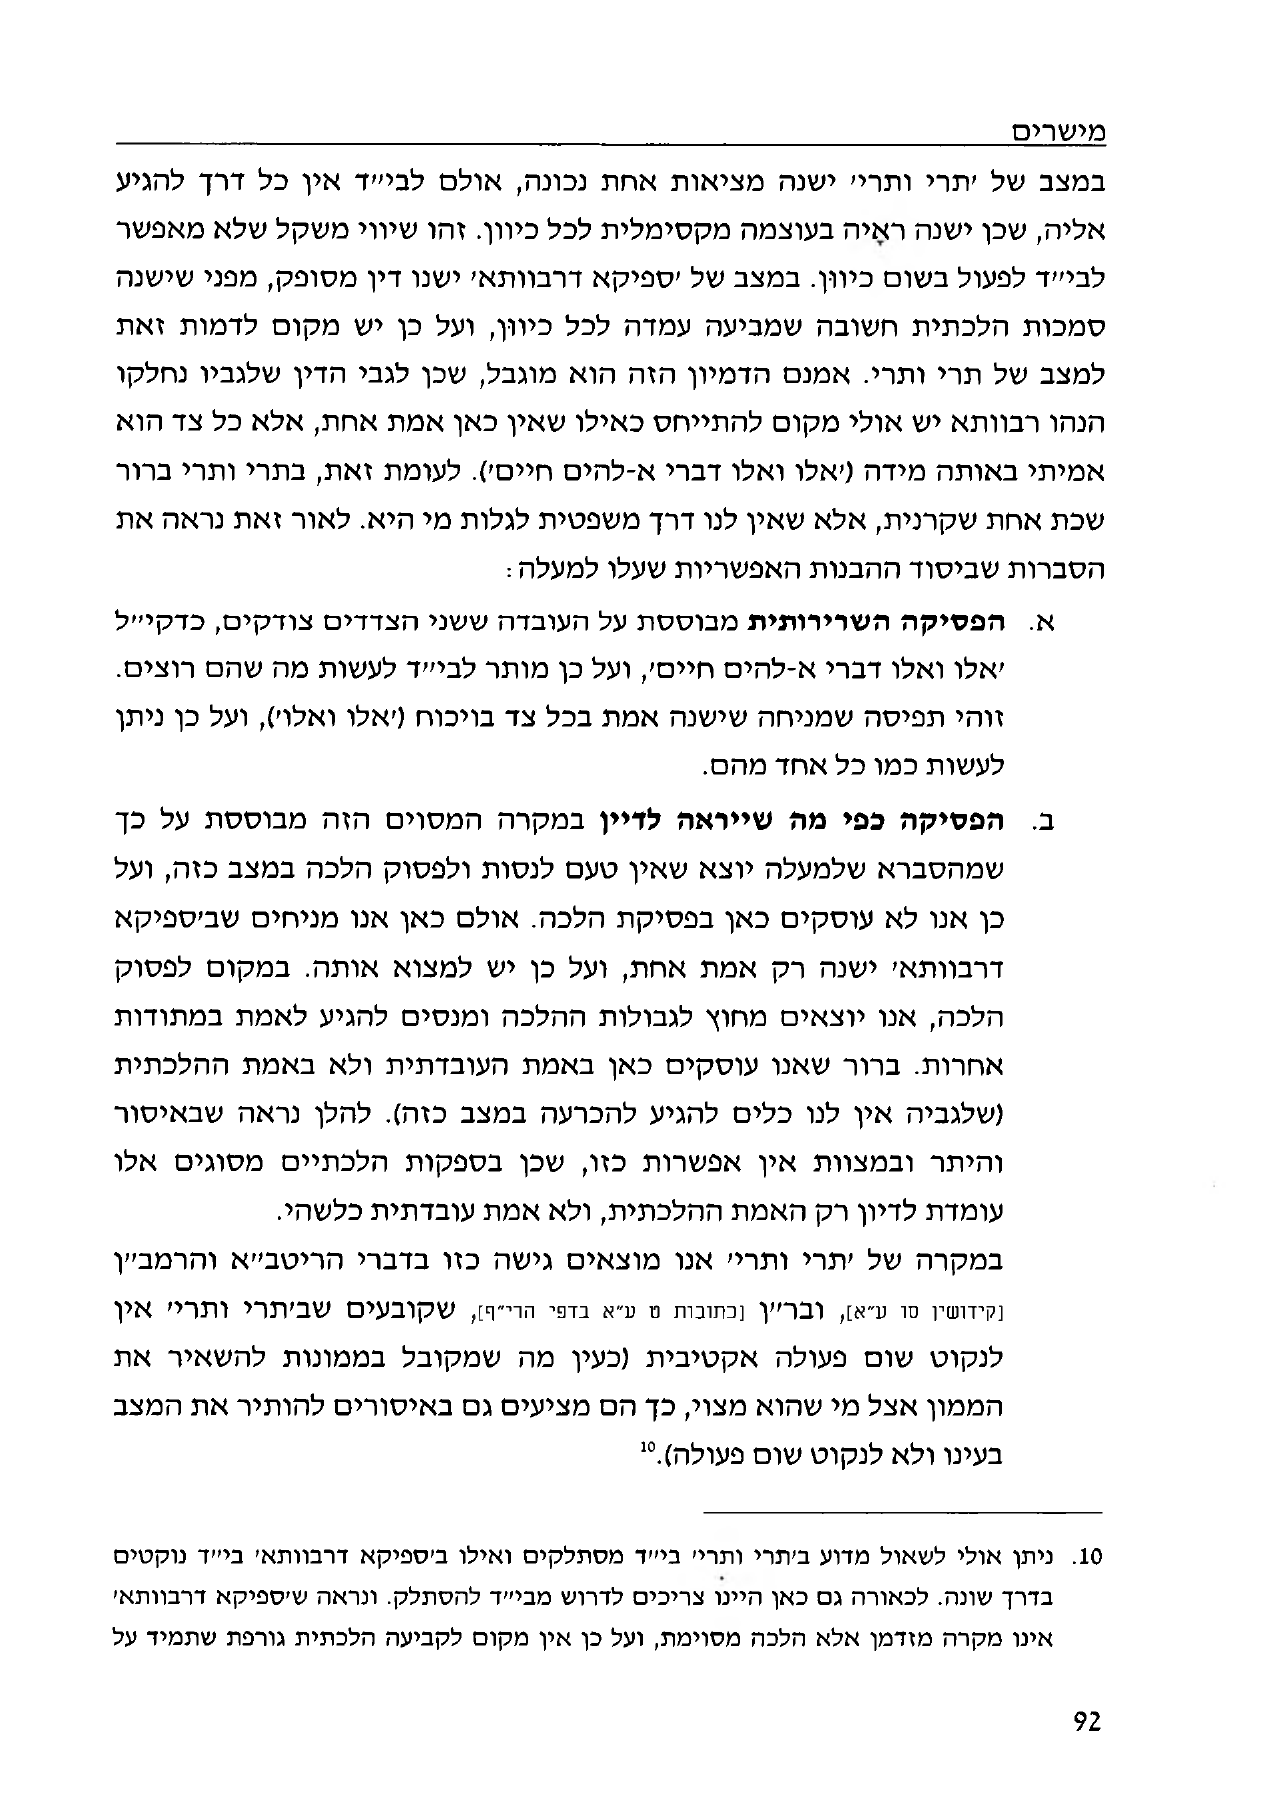 מישרים
במצב של 'תרי ותרי' ישנה מציאות אחת נכונה, אולם לבי"ד אין כל דרך להגיע
אליה, שכן ישנה ראיה בעוצמה מקסימלית לכל כיוון. זהו שיווי משקל שלא מאפשר
לבי"ד לפעול בשום כיוון. במצב של 'ספיקא דרבוותא' ישנו דין מסופק, מפני שישנה
סמכות הלכתית חשובה שמביעה עמדה לכל כיוון, ועל כן יש מקום לדמות זאת
למצב של תרי ותרי. אמנם הדמיון הזה הוא מוגבל, שכן לגבי הדין שלגביו נחלקו
הנהו רבוותא יש אולי מקום להתייחס כאילו שאין כאן אמת אחת, אלא כל צד הוא
אמיתי באותה מידה ('אלו ואלו דברי א-להים חיים'). לעומת זאת, בתרי ותרי ברור
שכת אחת שקרנית, אלא שאין לנו דרך משפטית לגלות מי היא. לאור זאת נראה את
הסברות שביסוד ההבנות האפשריות שעלו למעלה:
א. הפסיקה השרירותית מבוססת על העובדה ששני הצדדים צודקים, כדקי"ל
'אלו ואלו דברי א-להים חיים', ועל כן מותר לבי"ד לעשות מה שהם רוצים.
זוהי תפיסה שמניחה שישנה אמת בכל צד בויכוח ('אלו ואלו'), ועל כן ניתן
לעשות כמו כל אחד מהם.
ב. הפסיקה כפי מה שייראה לדיין במקרה המסוים הזה מבוססת על כך
שמהסברא שלמעלה יוצא שאין טעם לנסות ולפסוק הלכה במצב כזה, ועל
כן אנו לא עוסקים כאן בפסיקת הלכה. אולם כאן אנו מניחים שב'ספיקא
דרבוותא' ישנה רק אמת אחת, ועל כן יש למצוא אותה. במקום לפסוק
הלכה, אנו יוצאים מחוץ לגבולות ההלכה ומנסים להגיע לאמת במתודות
אחרות. ברור שאנו עוסקים כאן באמת העובדתית ולא באמת ההלכתית
(שלגביה אין לנו כלים להגיע להכרעה במצב כזה). להלן נראה שבאיסור
והיתר ובמצוות אין אפשרות כזו, שכן בספקות הלכתיים מסוגים אלו
עומדת לדיון רק האמת ההלכתית, ולא אמת עובדתית כלשהי.
במקרה של 'תרי ותרי' אנו מוצאים גישה כזו בדברי הריטב"א והרמב"ן
[קידושין סו ע"א], ובר"ן [כתובות ט ע"א בדפי הרי"ף], שקובעים שב'תרי ותרי' אין
לנקוט שום פעולה אקטיבית (כעין מה שמקובל בממונות להשאיר את
הממון אצל מי שהוא מצוי, כך הם מציעים גם באיסורים להותיר את המצב
בעינו ולא לנקוט שום פעולה).10
10. ניתן אולי לשאול מדוע ב'תרי ותרי' בי"ד מסתלקים ואילו ב'ספיקא דרבוותא' בי"ד נוקטים
בדרך שונה. לכאורה גם כאן היינו צריכים לדרוש מבי"ד להסתלק. ונראה ש'ספיקא דרבוותא'
אינו מקרה מזדמן אלא הלכה מסוימת, ועל כן אין מקום לקביעה הלכתית גורפת שתמיד על
92